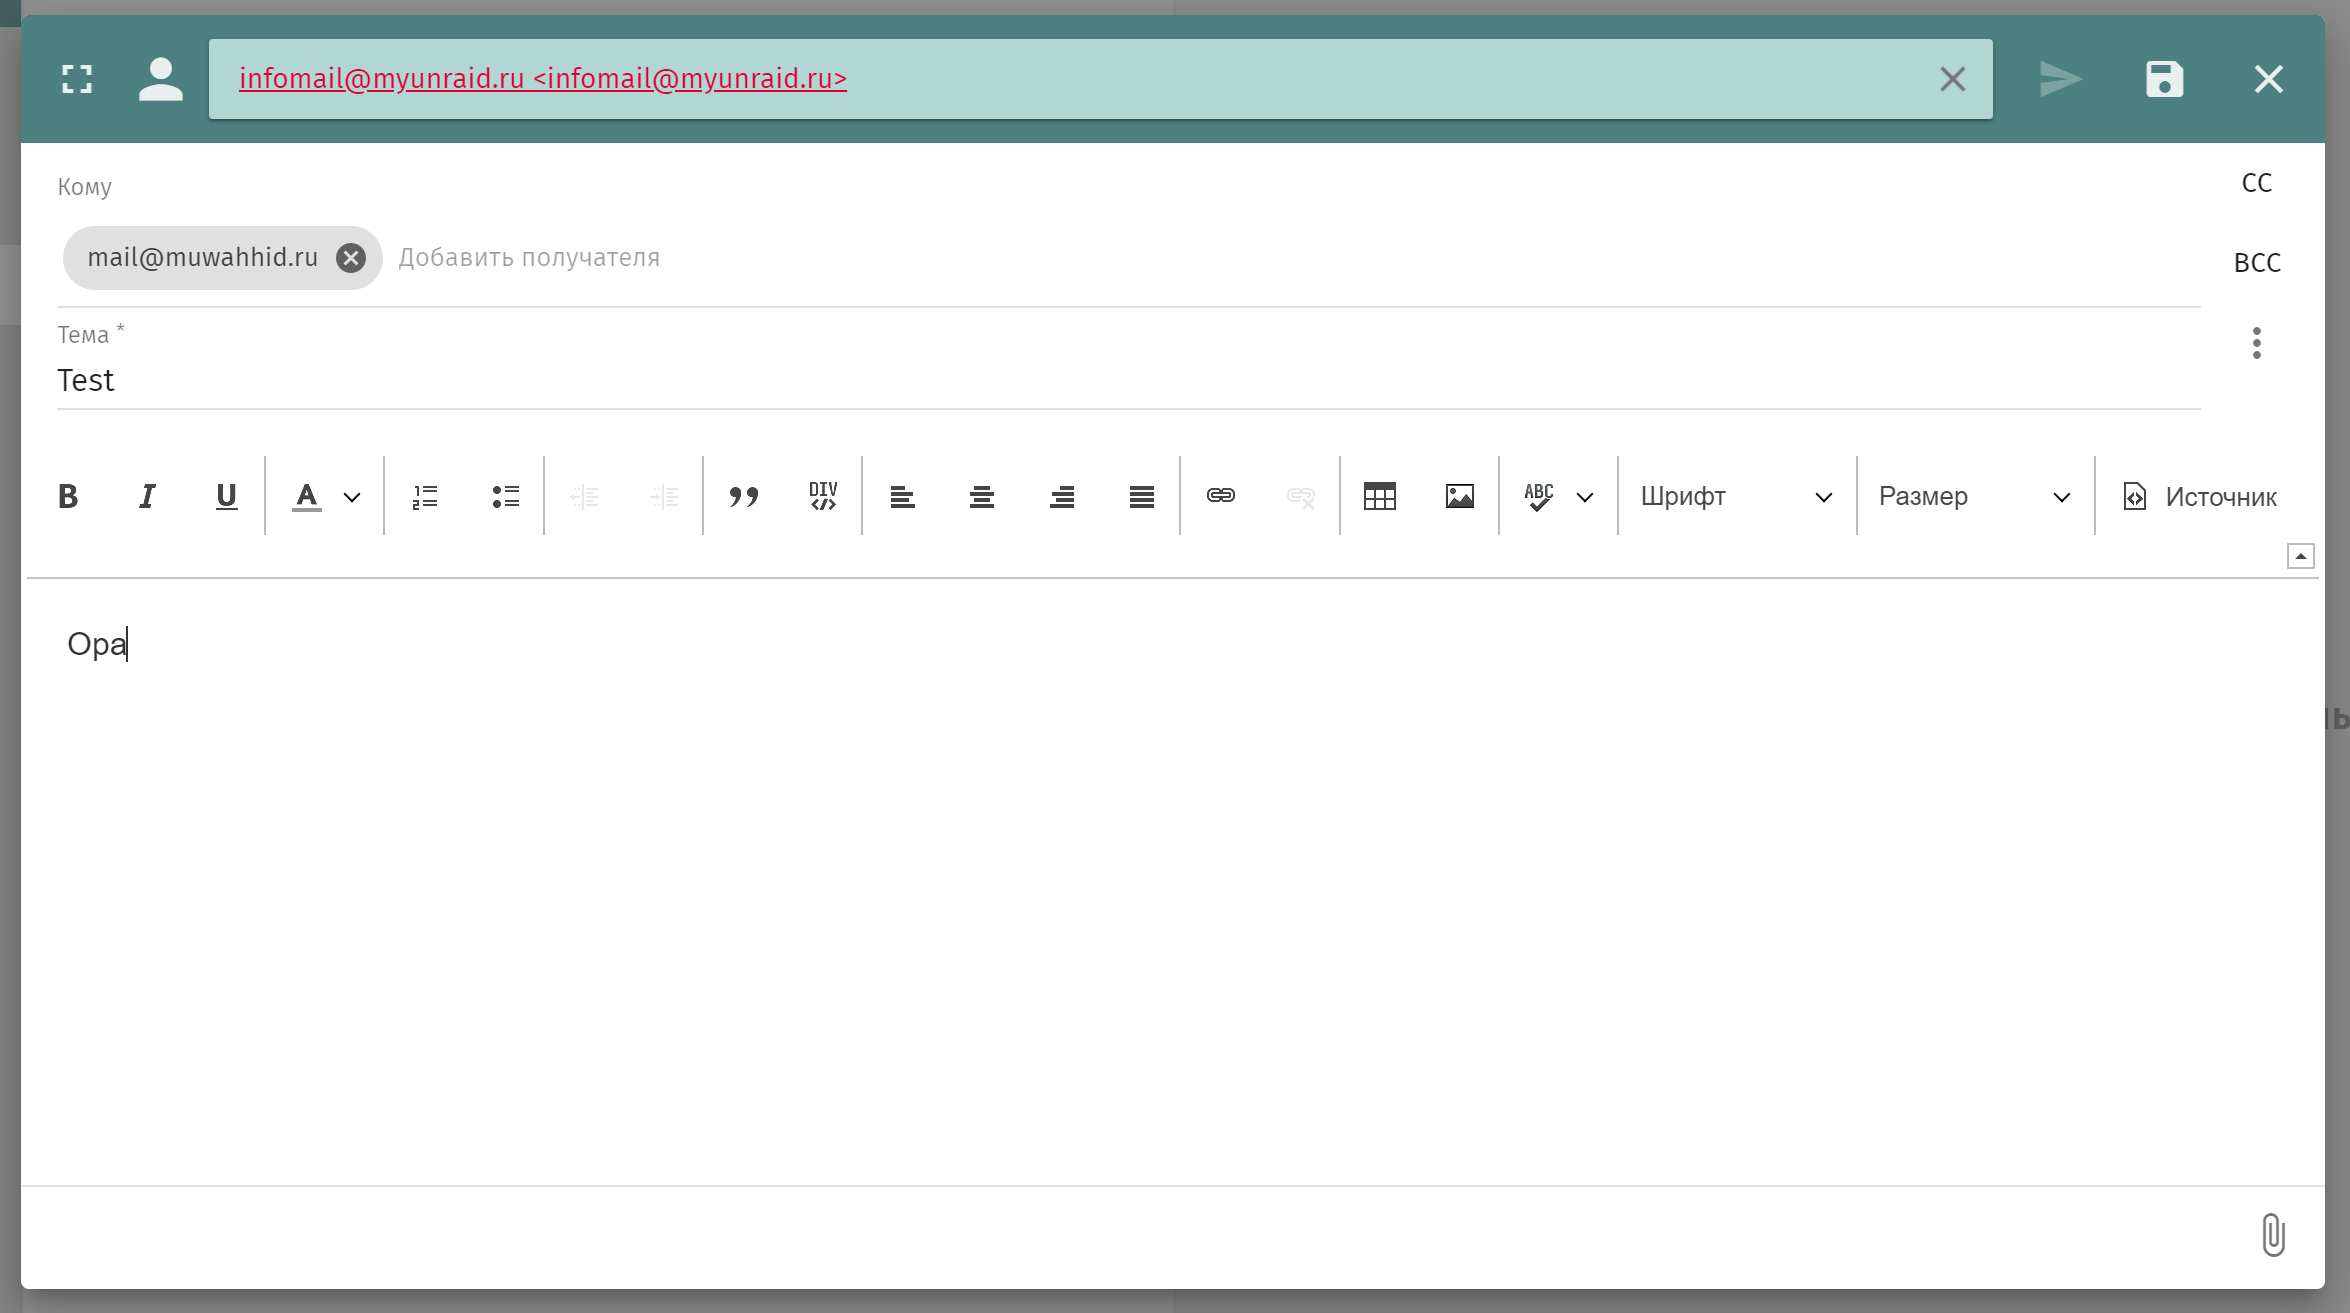 infomail@myunraid.ru <infomail@myunraid.ru>
Кому
CC
mail@muwahhid.ru Добавить получателя
BCC
Тема *
Test
B I U A DIV ABC Шрифт Размер Источник
Opa